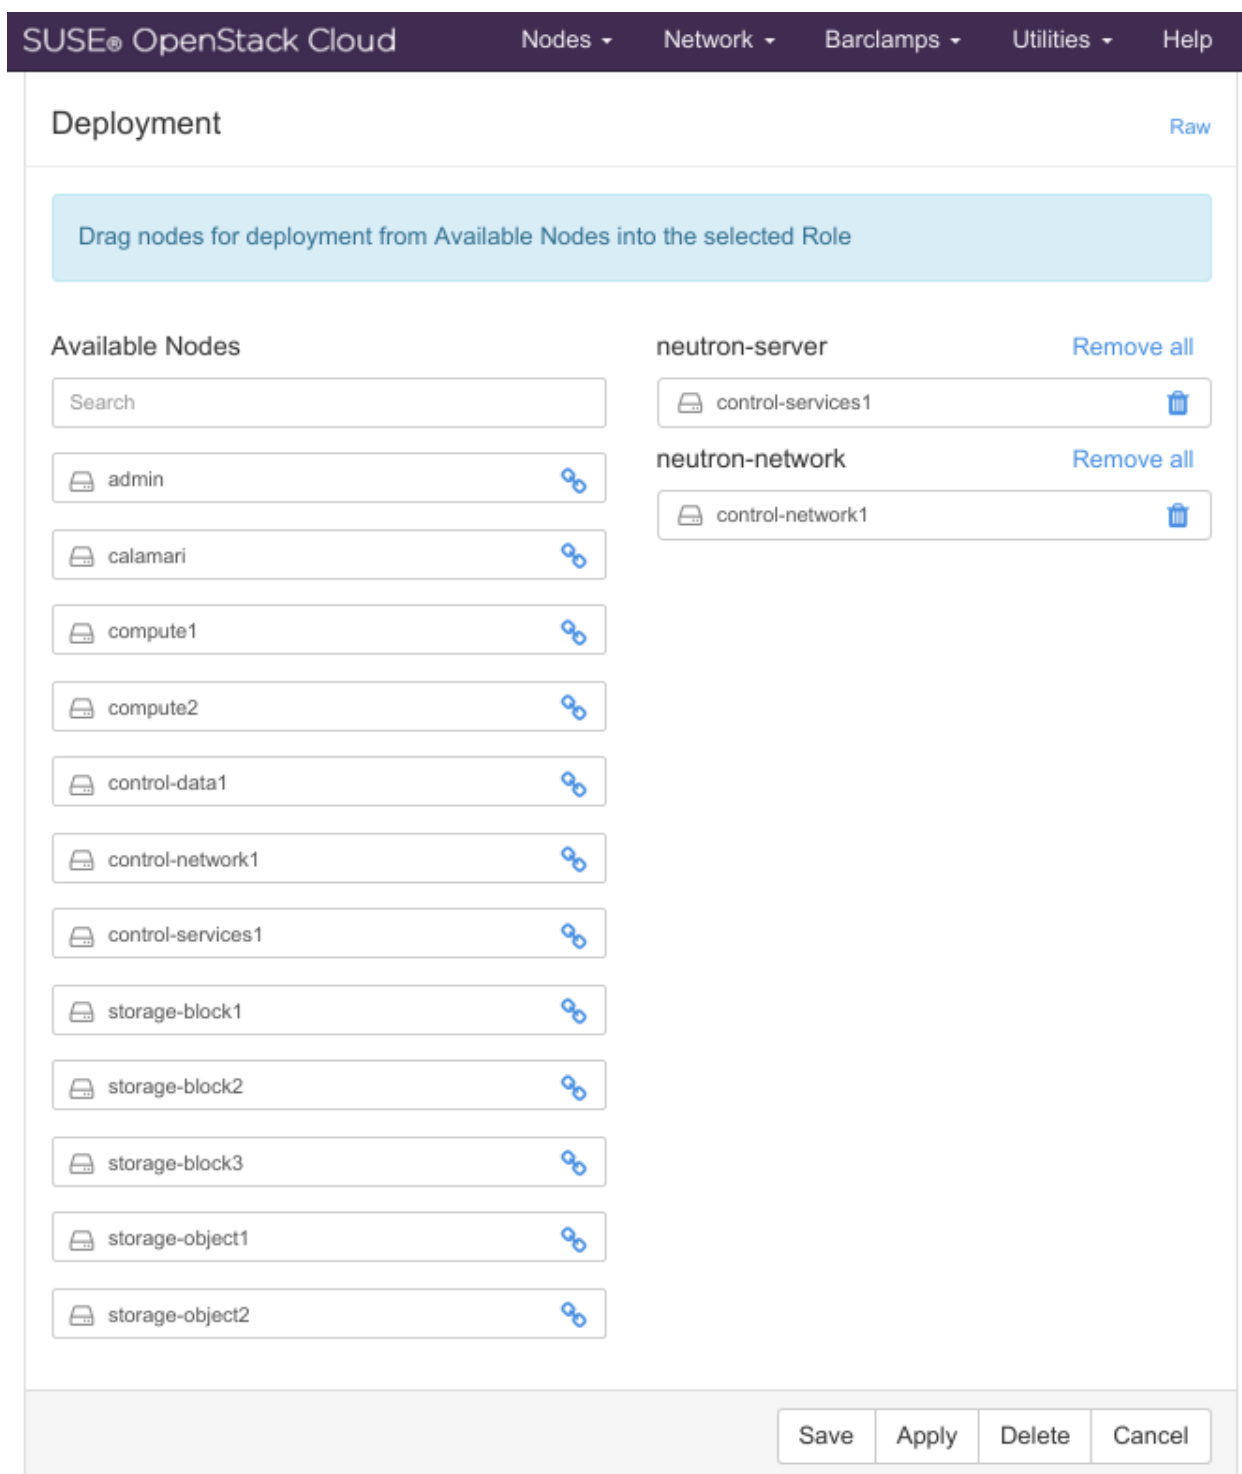 SUSE® OpenStack Cloud Nodes Network Barclamps Utilities Help
Deployment Raw
Drag nodes for deployment from Available Nodes into the selected Role
Available Nodes
Search
admin
calamari
compute1
compute2
control-data1
control-network1
control-services1
storage-block1
storage-block2
storage-block3
storage-object1
storage-object2
neutron-server Remove all
control-services1
neutron-network Remove all
control-network1
Save Apply Delete Cancel